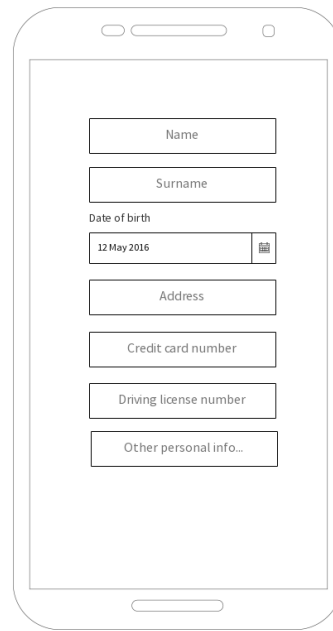 Name
Surname
Date of birth
12 May 2016
Address
Credit card number
Driving license number
Other personal info...